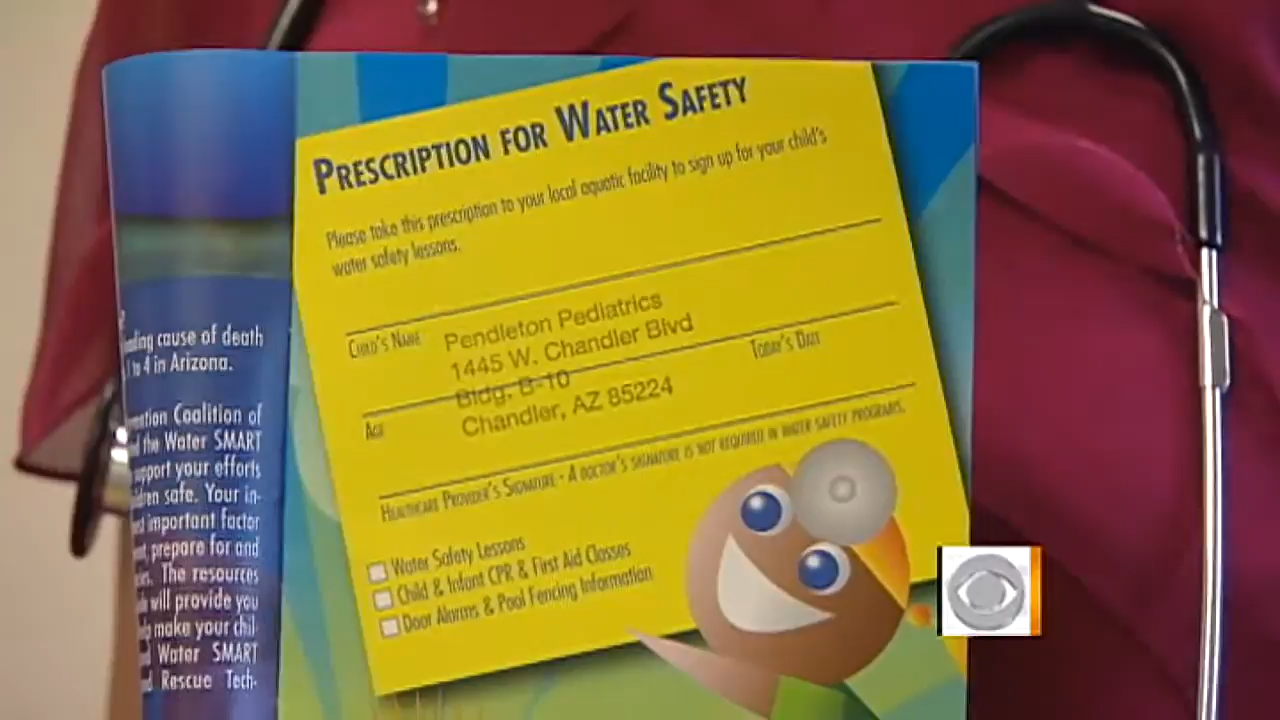 PRESCRIPTION FOR WATER SAFETY
Please take this prescription to your local aquatic facility to sign up for your child's
water safety lessons.
CHILD'S NAME
Pendleton Pediatrics
1445 W. Chandler Blvd
Bldg. B-10
Chandler, AZ 85224
TODAY'S DATE
AGE
HEALTHCARE PROVIDER'S SIGNATURE - A DOCTOR'S SIGNATURE IS NOT REQUIRED IN WATER SAFETY PROGRAMS.
Water Safety Lessons
Child & Infant CPR & First Aid Classes
Door Alarms & Pool Fencing Information
cause of death
to 4 in Arizona.
Coalition of
the Water SMART
support your efforts
safe. Your in-
important factor
prepare for and
The resources
will provide you
make your chil-
Water SMART
Rescue Tech-